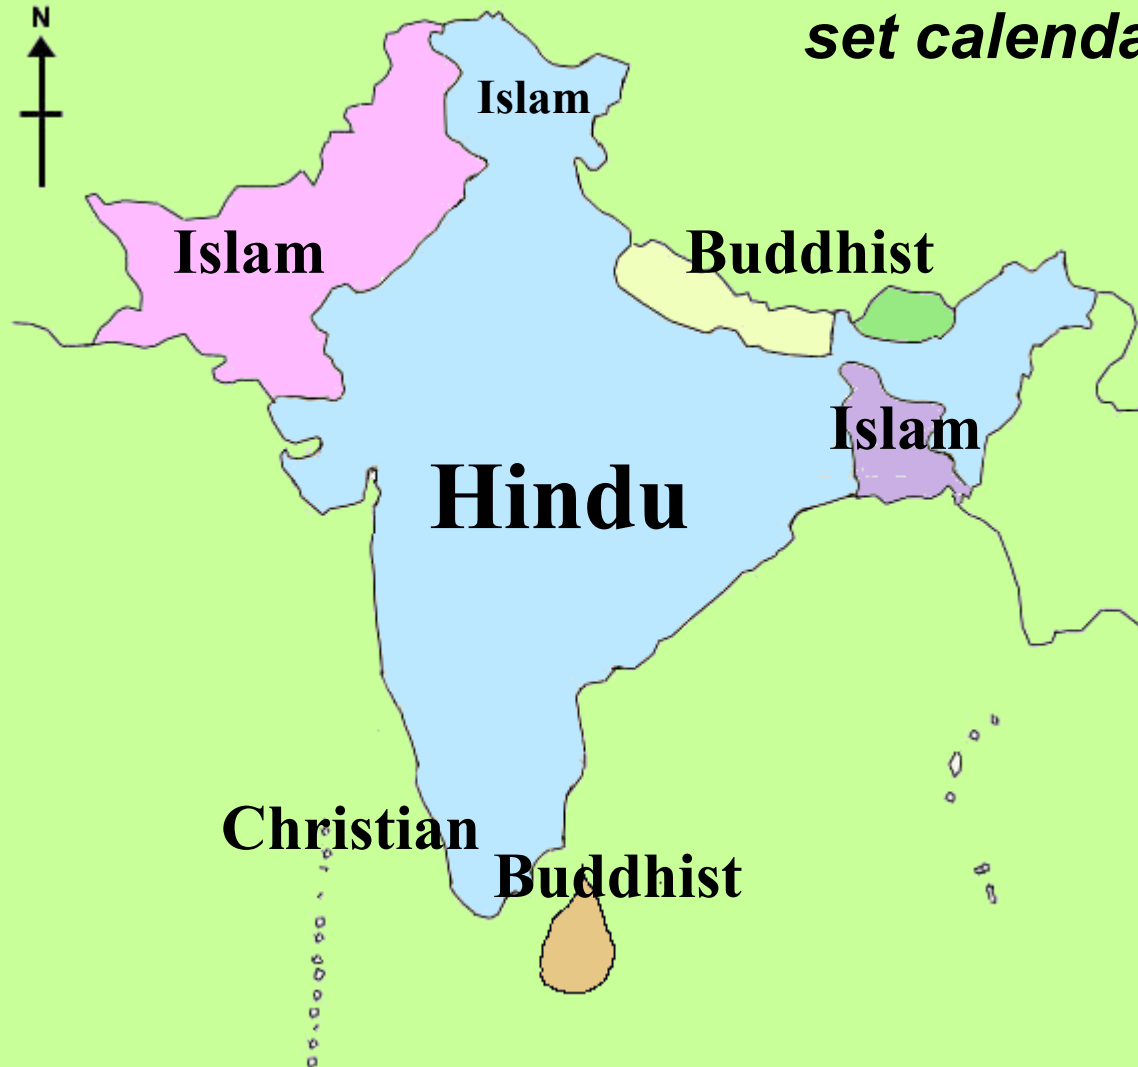 N
set calenda
Islam
Islam
Buddhist
Islam
Hindu
Christian
Buddhist